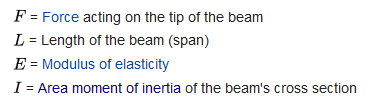 F = Force acting on the tip of the beam
L = Length of the beam (span)
E = Modulus of elasticity
I = Area moment of inertia of the beam's cross section